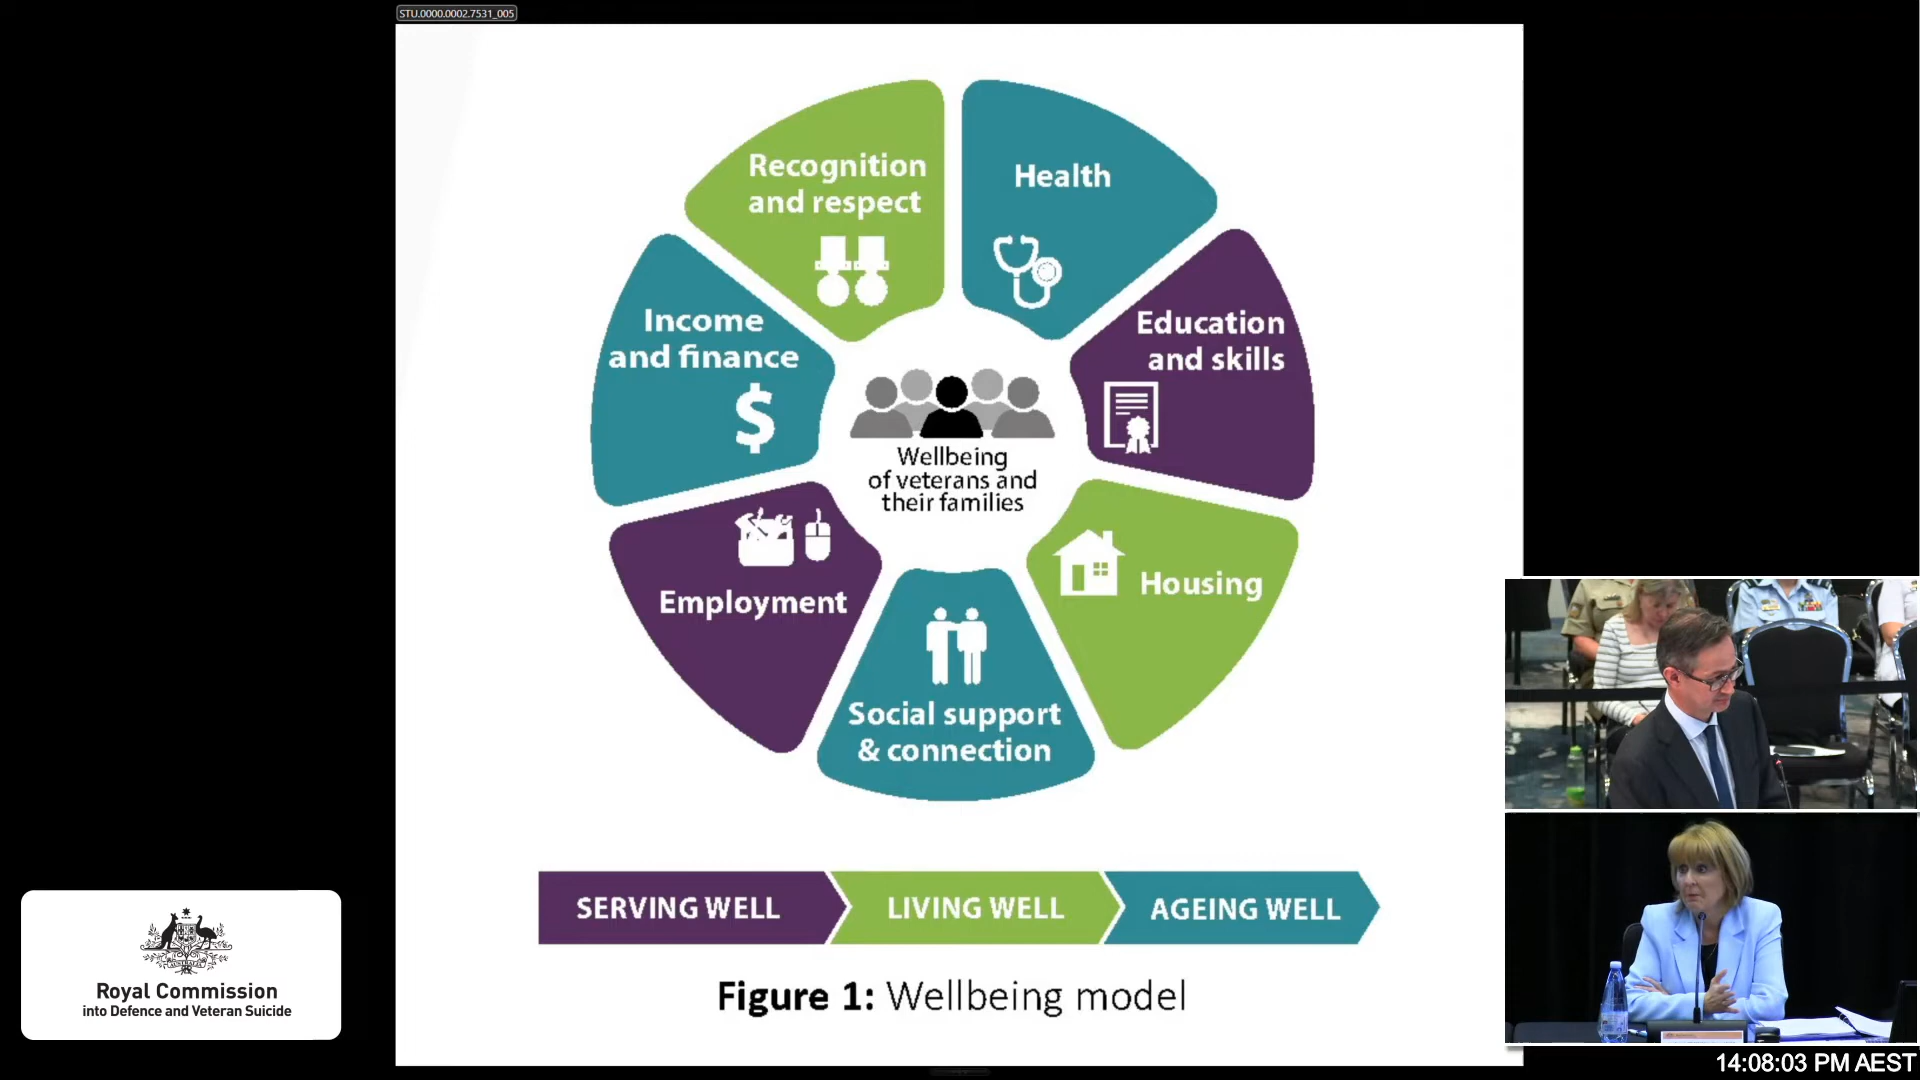 STU.0000.0002.7531_005
Recognition
and respect
Health
Income
and finance
$
Education
and skills
Wellbeing
of veterans and
their families
Employment
Housing
Social support
& connection
SERVING WELL
LIVING WELL
AGEING WELL
Figure 1: Wellbeing model
AUSTRALIA
Royal Commission
into Defence and Veteran Suicide
14:08:03 PM AEST